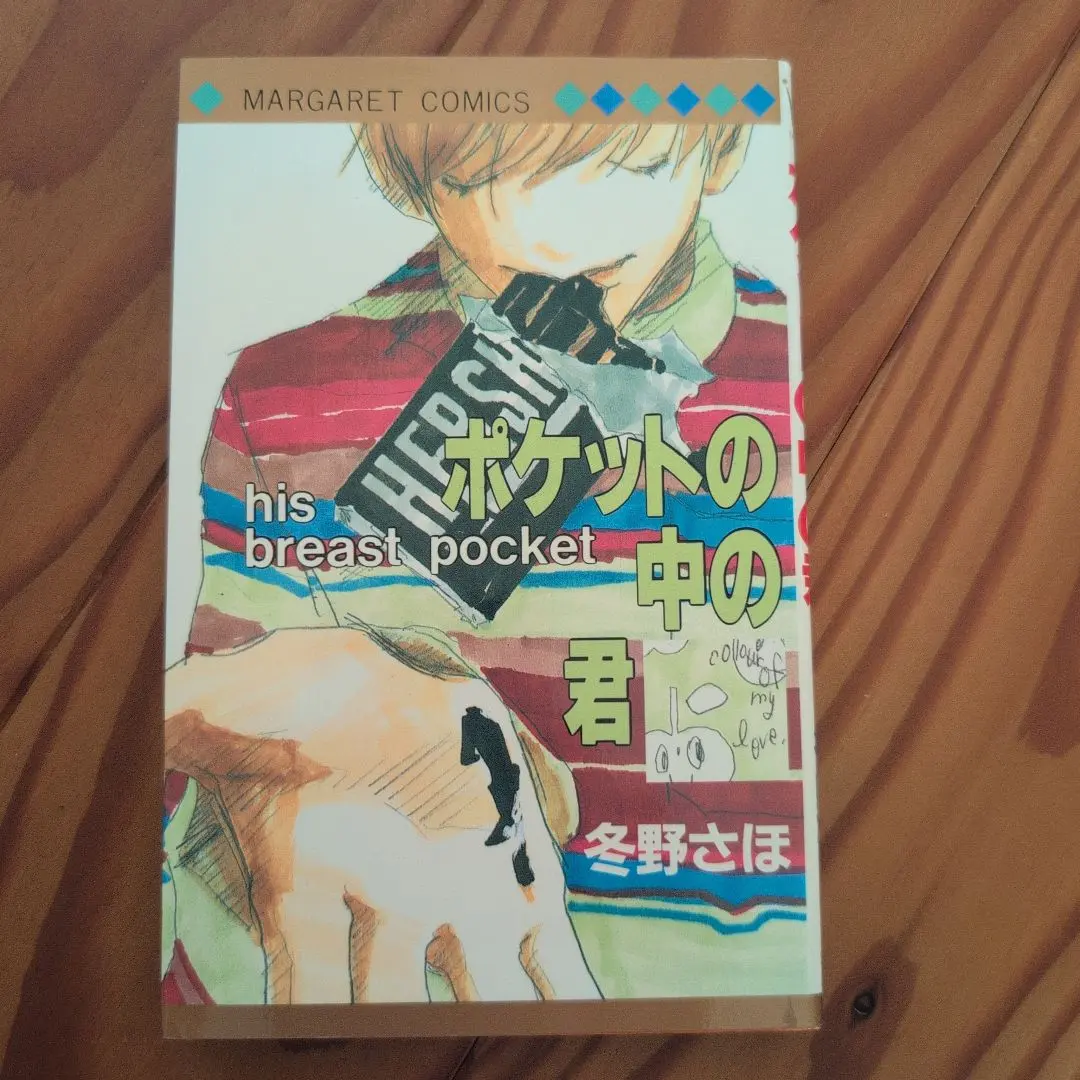 MARGARET COMICS
HERSH
ポケットの
中の
君
his
breast pocket
colour of
my
love.
冬野さほ